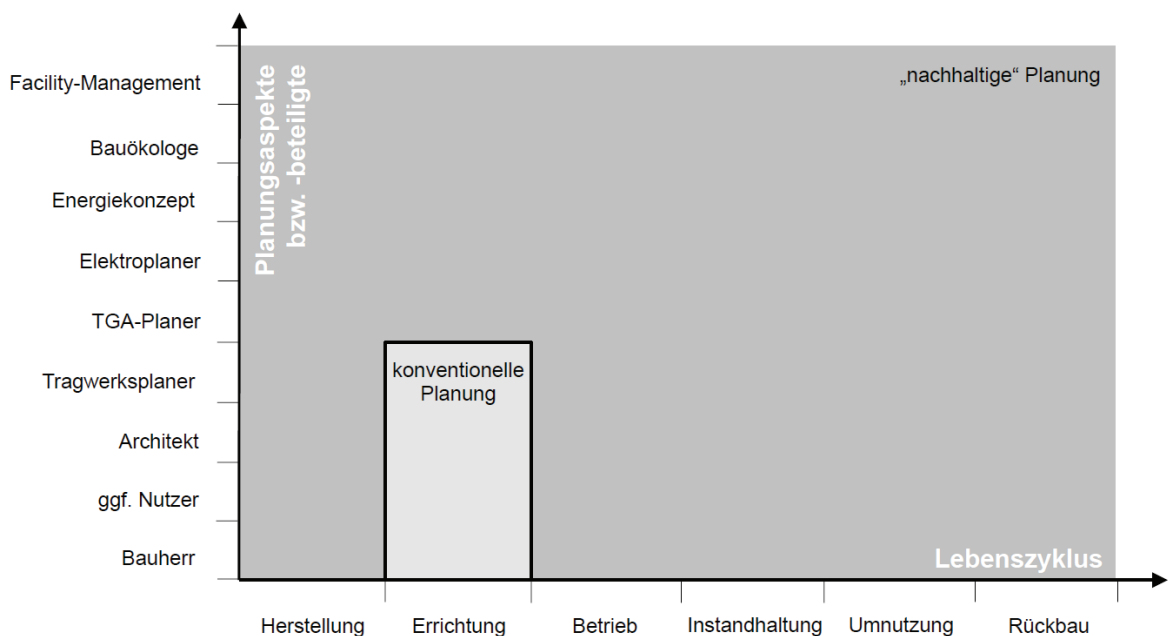 Facility-Management
Bauökologe
Energiekonzept
Elektroplaner
TGA-Planer
Tragwerksplaner
Architekt
ggf. Nutzer
Bauherr
Planungsaspekte
bzw. -beteiligte
„nachhaltige“ Planung
konventionelle
Planung
Lebenszyklus
Herstellung
Errichtung
Betrieb
Instandhaltung
Umnutzung
Rückbau